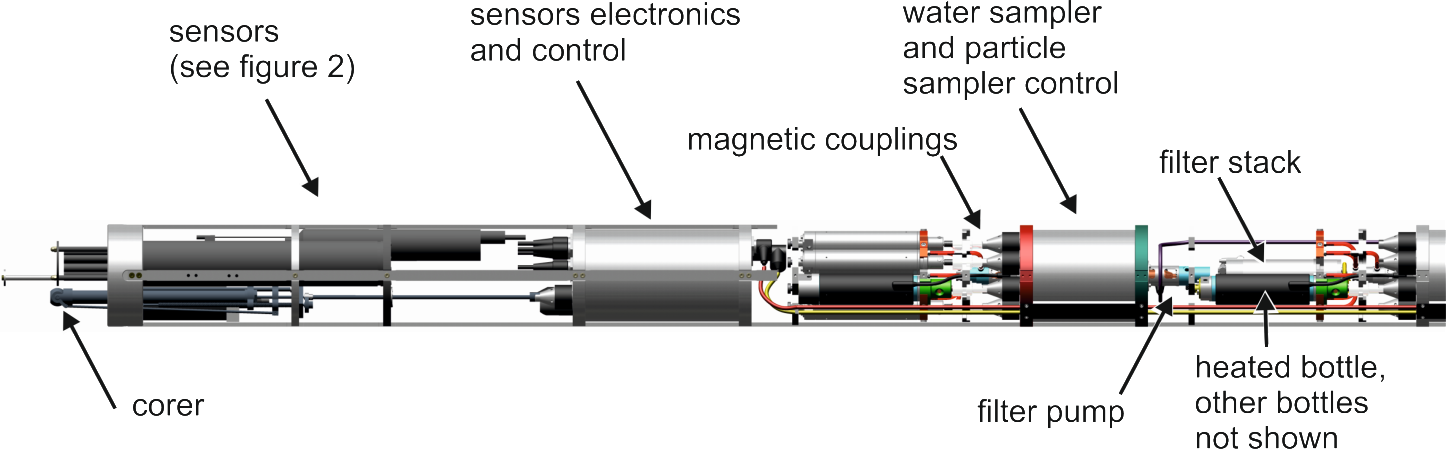 sensors
(see figure 2)
sensors electronics
and control
water sampler
and particle
sampler control
magnetic couplings
filter stack
corer
filter pump
heated bottle,
other bottles
not shown